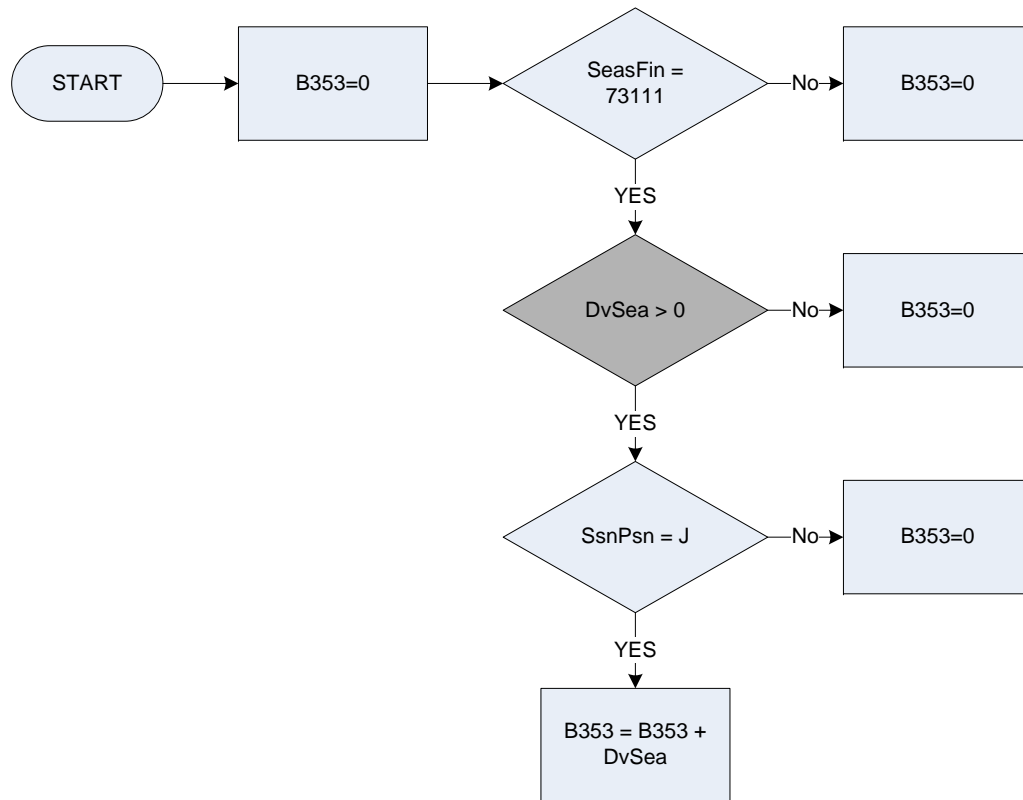 START
B353=0
SeasFin =
73111
No
B353=0
YES
DvSea > 0
No
B353=0
YES
SsnPsn = J
No
B353=0
YES
B353 = B353 +
DvSea